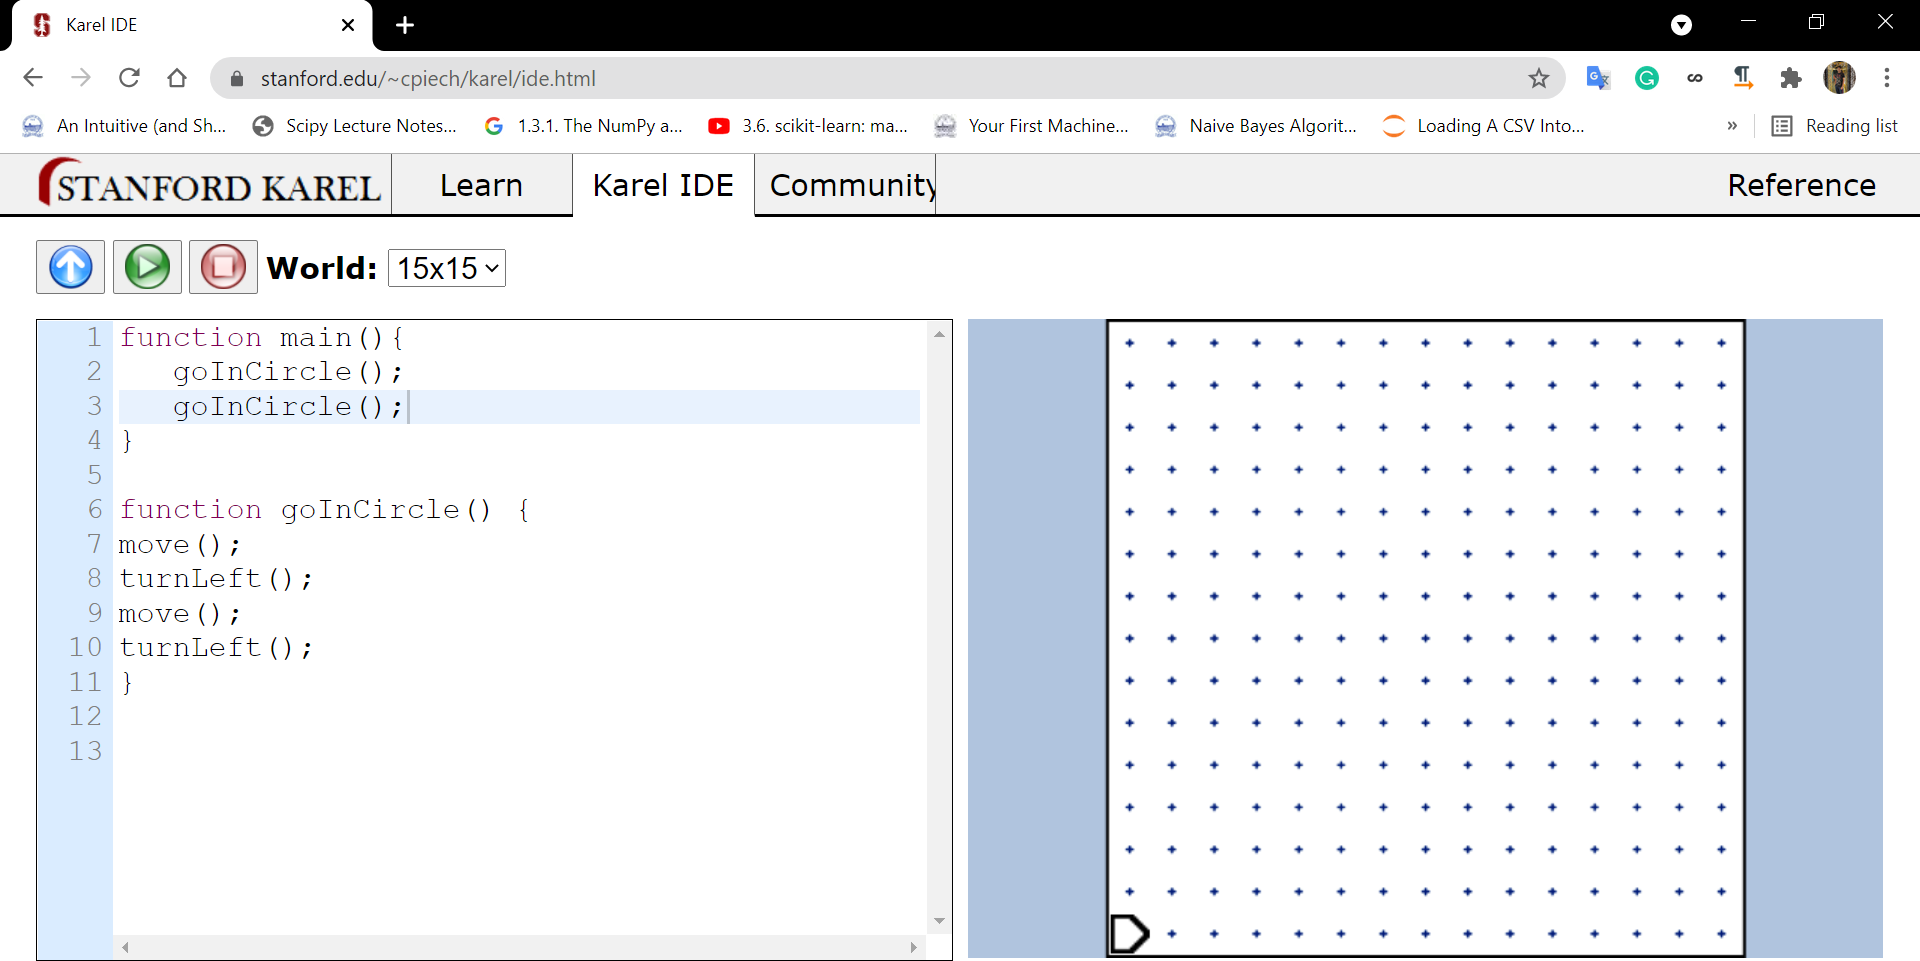 Karel IDE
stanford.edu/~cpiech/karel/ide.html
An Intuitive (and Sh... Scipy Lecture Notes... 1.3.1. The NumPy a... 3.6. scikit-learn: ma... Your First Machine... Naive Bayes Algorit... Loading A CSV Into... » Reading list
STANFORD KAREL Learn Karel IDE Community Reference
World: 15x15
1 function main(){
2 goInCircle();
3 goInCircle();
4 }
5
6 function goInCircle() {
7 move();
8 turnLeft();
9 move();
10 turnLeft();
11 }
12
13